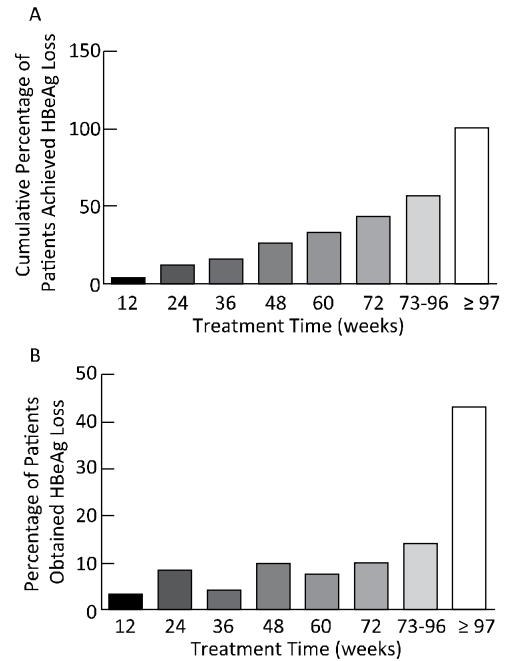 A
Cumulative Percentage of
Patients Achieved HBeAg Loss
150
100
50
0
12 24 36 48 60 72 73-96 ≥ 97
Treatment Time (weeks)
B
Percentage of Patients
Obtained HBeAg Loss
50
40
30
20
10
0
12 24 36 48 60 72 73-96 ≥ 97
Treatment Time (weeks)